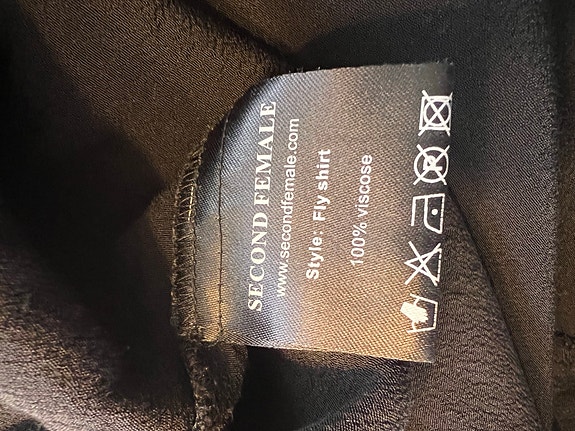 SECOND FEMALE
www.secondfemale.com
Style: Fly shirt
100% viscose